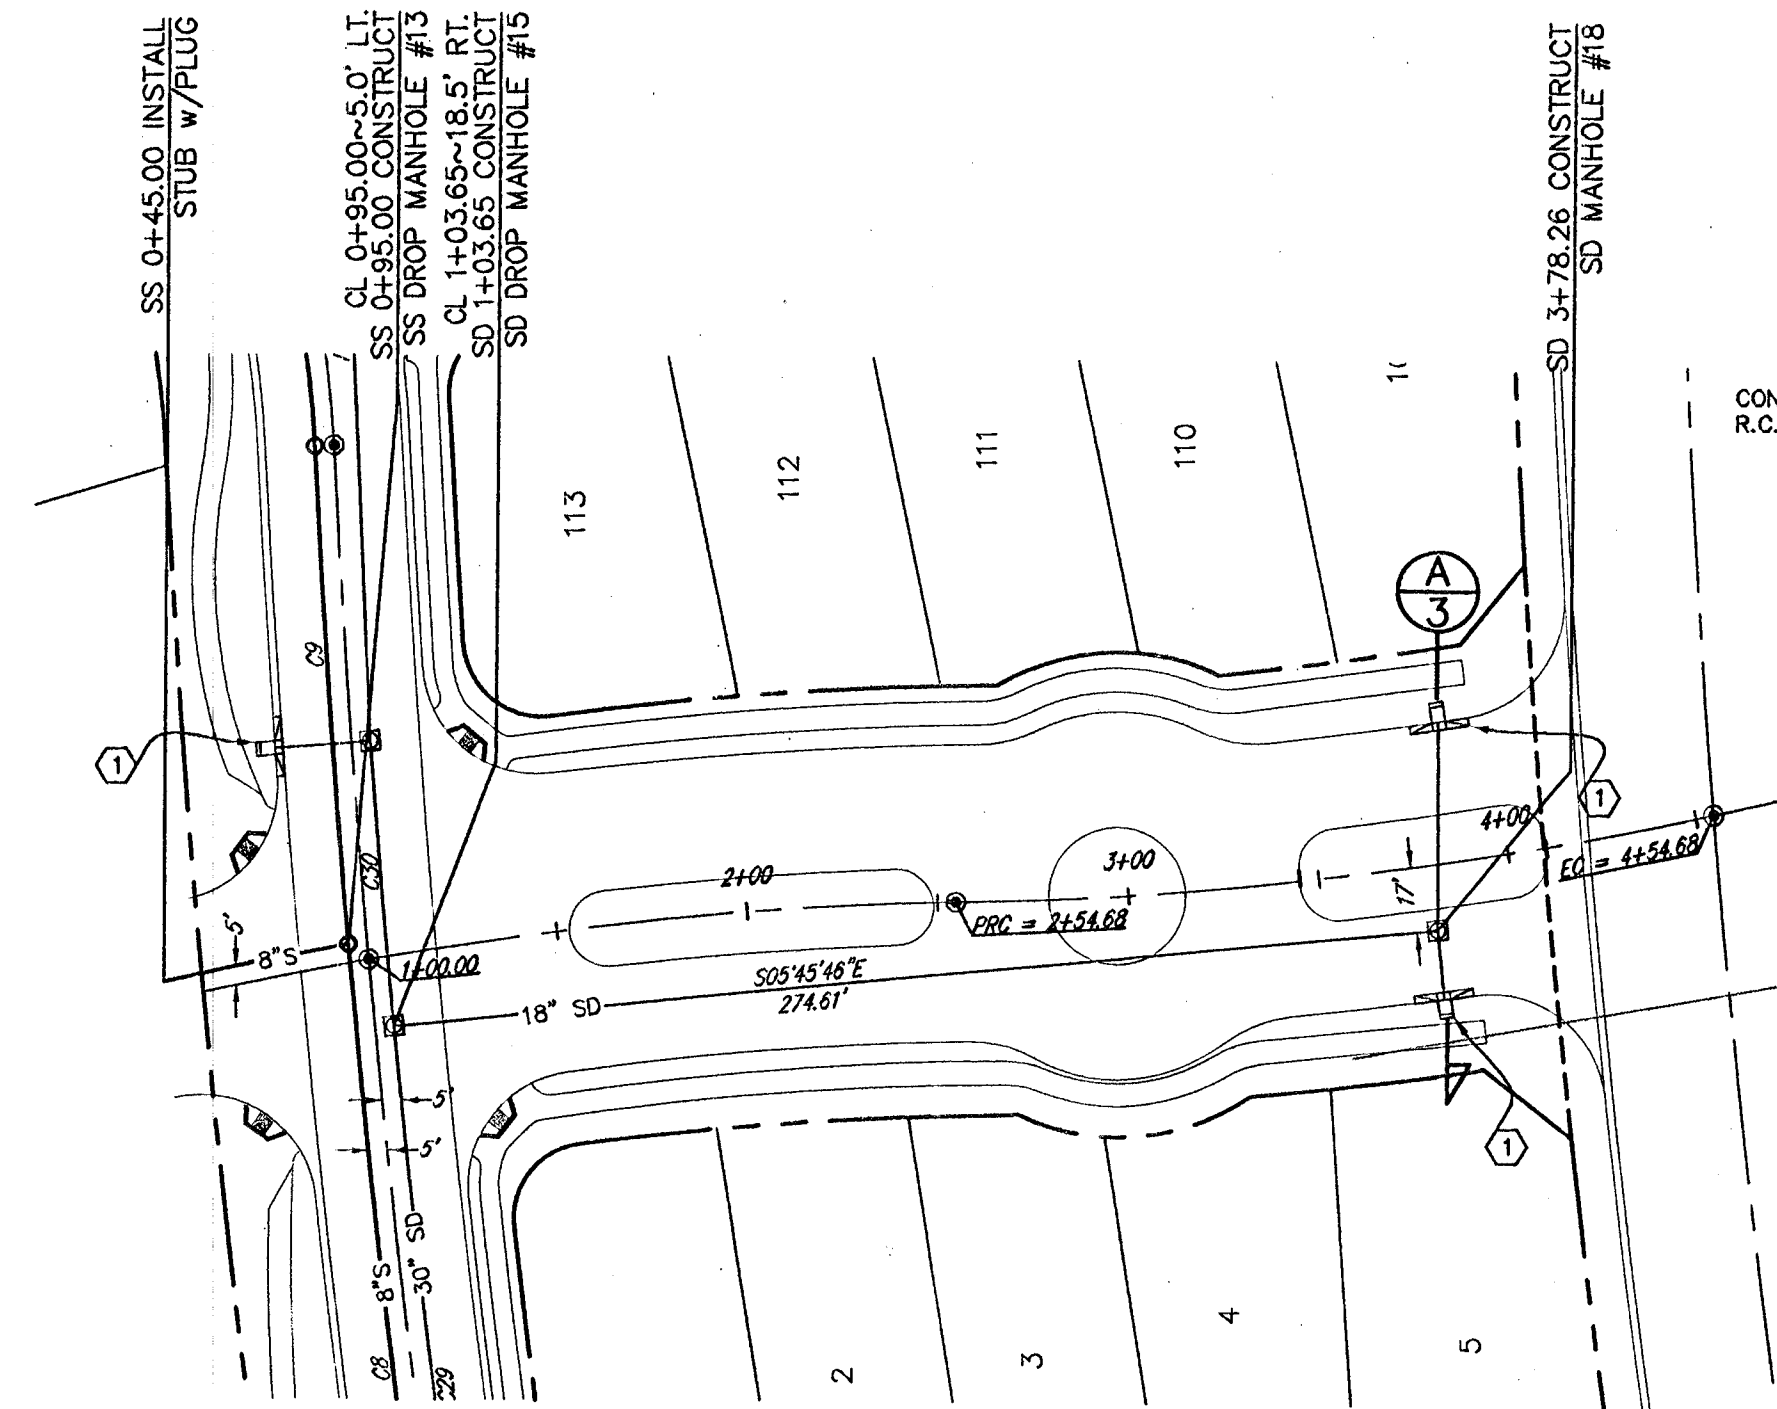 SS 0+45.00 INSTALL
STUB w/PLUG
CL 0+95.00~5.0' LT.
SS 0+95.00 CONSTRUCT
SS DROP MANHOLE #13
CL 1+03.65~18.5' RT.
SD 1+03.65 CONSTRUCT
SD DROP MANHOLE #15
SD 3+78.26 CONSTRUCT
SD MANHOLE #18
CON
R.C.
113
112
111
110
A
3
C9
1
C30
5'
8"S
1+00.00
2+00
PRC = 2+54.68
3+00
4+00
17'
EC = 4+54.68
1
S05°45'46"E
274.61'
18" SD
5'
5'
1
8"S
30" SD
C8
C29
2
3
4
5